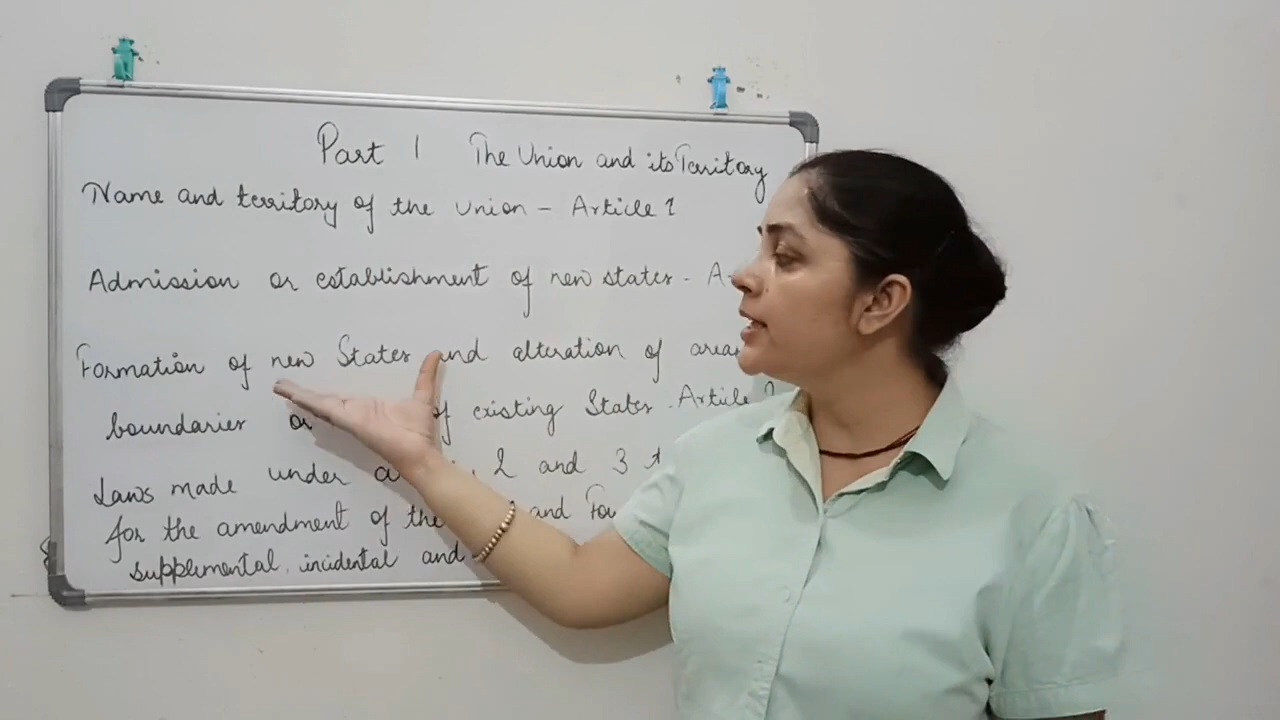 Part 1 The Union and its Territory
Name and territory of the Union - Article 1
Admission or establishment of new states -
Formation of new States and alteration of areas
boundaries or of existing States - Article
Laws made under 2 and 3
for the amendment of the and
supplemental, incidental and